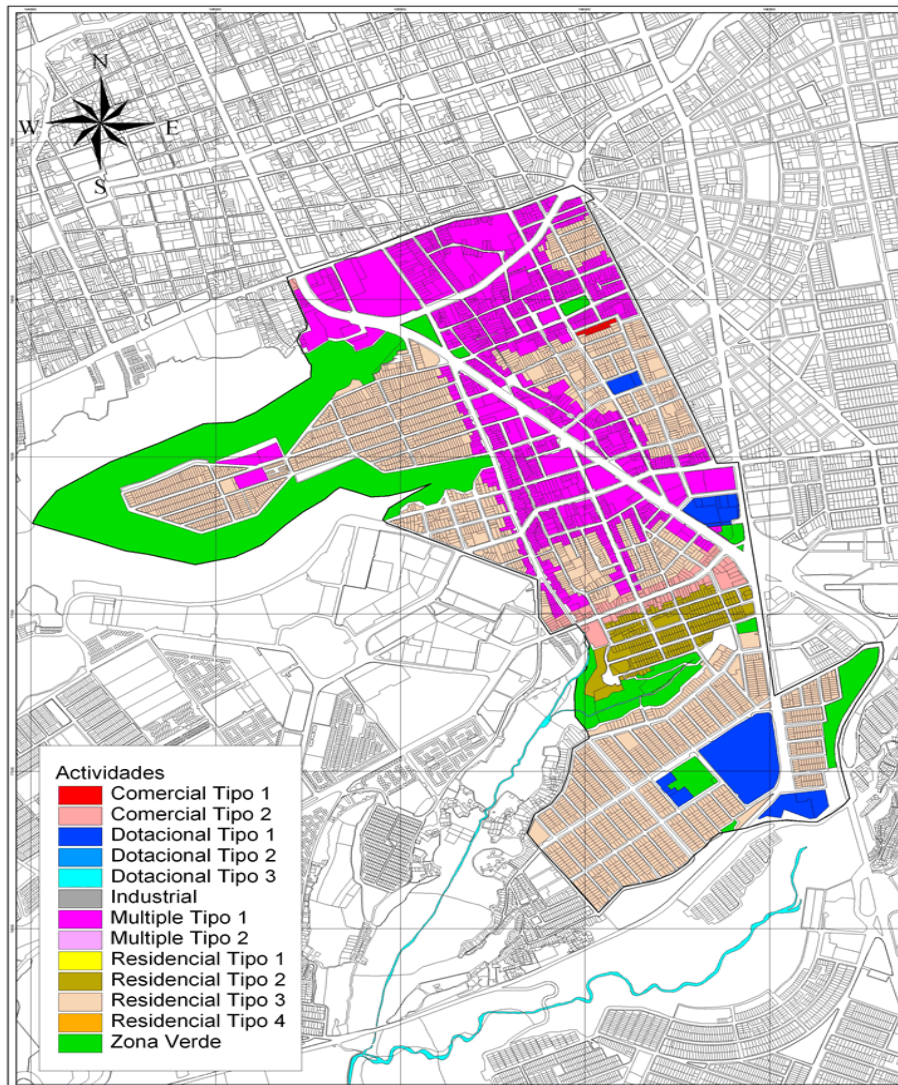 N
W
E
S
Actividades
Comercial Tipo 1
Comercial Tipo 2
Dotacional Tipo 1
Dotacional Tipo 2
Dotacional Tipo 3
Industrial
Multiple Tipo 1
Multiple Tipo 2
Residencial Tipo 1
Residencial Tipo 2
Residencial Tipo 3
Residencial Tipo 4
Zona Verde